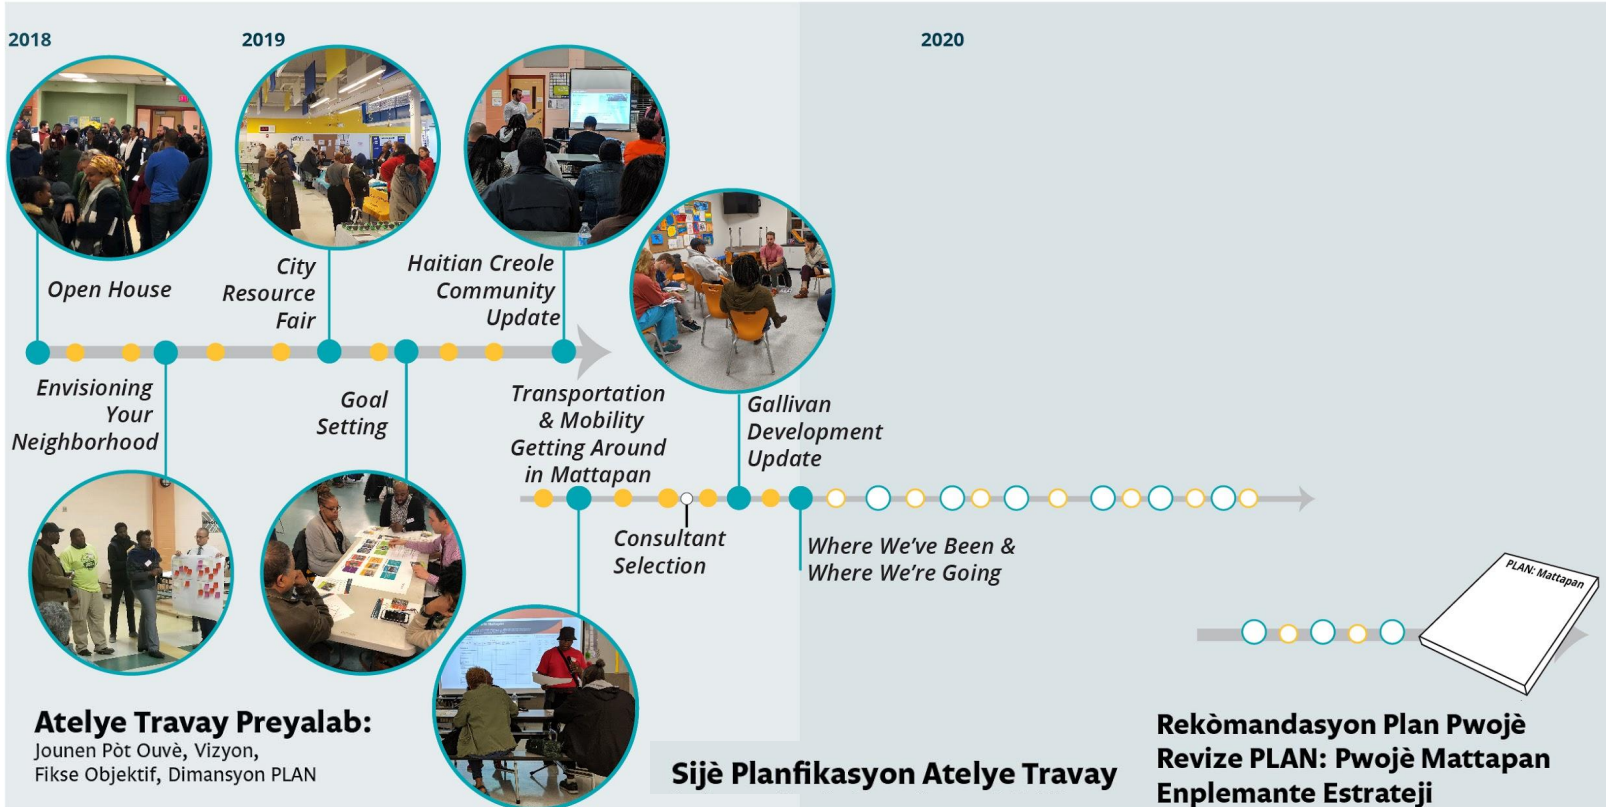 2018
2019
2020
Open House
City
Resource
Fair
Haitian Creole
Community
Update
Envisioning
Your
Neighborhood
Goal
Setting
Transportation
& Mobility
Getting Around
in Mattapan
Gallivan
Development
Update
Consultant
Selection
Where We've Been &
Where We're Going
PLAN: Mattapan
Atelye Travay Preyalab:
Jounen Pòt Ouvè, Vizyon,
Fikse Objektif, Dimansyon PLAN
Sijè Planfikasyon Atelye Travay
Rekòmandasyon Plan Pwojè
Revize PLAN: Pwojè Mattapan
Enplemante Estrateji